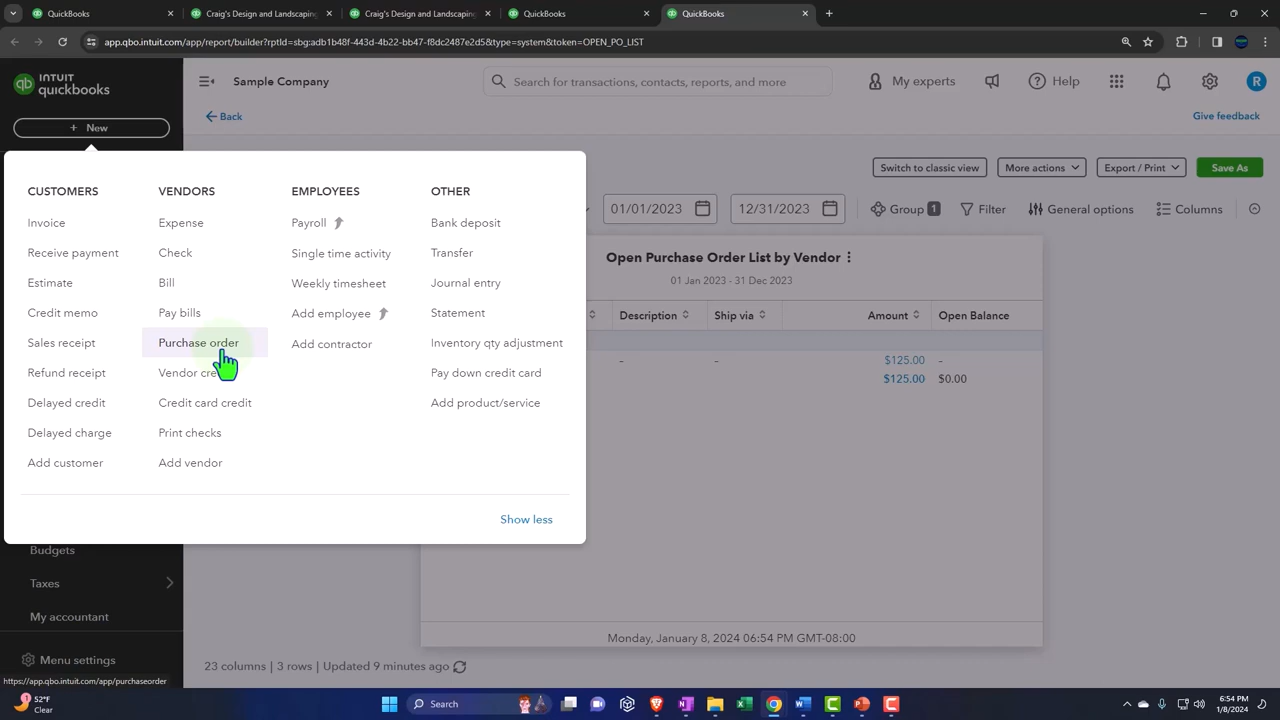 QuickBooks
Craig's Design and Landscaping
Craig's Design and Landscaping
QuickBooks
QuickBooks
app.qbo.intuit.com/app/report/builder?rptId=sbg:adb1b48f-443d-4b22-bb47-f8dc2487e2d5&type=system&token=OPEN_PO_LIST
INTUIT
quickbooks
Sample Company
Search for transactions, contacts, reports, and more
My experts
Help
R
+ New
Back
Give feedback
Switch to classic view
More actions
Export / Print
Save As
01/01/2023
12/31/2023
Group 1
Filter
General options
Columns
CUSTOMERS
Invoice
Receive payment
Estimate
Credit memo
Sales receipt
Refund receipt
Delayed credit
Delayed charge
Add customer
VENDORS
Expense
Check
Bill
Pay bills
Purchase order
Vendor cre
Credit card credit
Print checks
Add vendor
EMPLOYEES
Payroll
Single time activity
Weekly timesheet
Add employee
Add contractor
OTHER
Bank deposit
Transfer
Journal entry
Statement
Inventory qty adjustment
Pay down credit card
Add product/service
Show less
Open Purchase Order List by Vendor
01 Jan 2023 - 31 Dec 2023
Description Ship via Amount Open Balance
– – $125.00 –
$125.00 $0.00
Monday, January 8, 2024 06:54 PM GMT-08:00
23 columns | 3 rows | Updated 9 minutes ago
Budgets
Taxes
My accountant
Menu settings
https://app.qbo.intuit.com/app/purchaseorder
52°F
Clear
Search
6:54 PM
1/8/2024